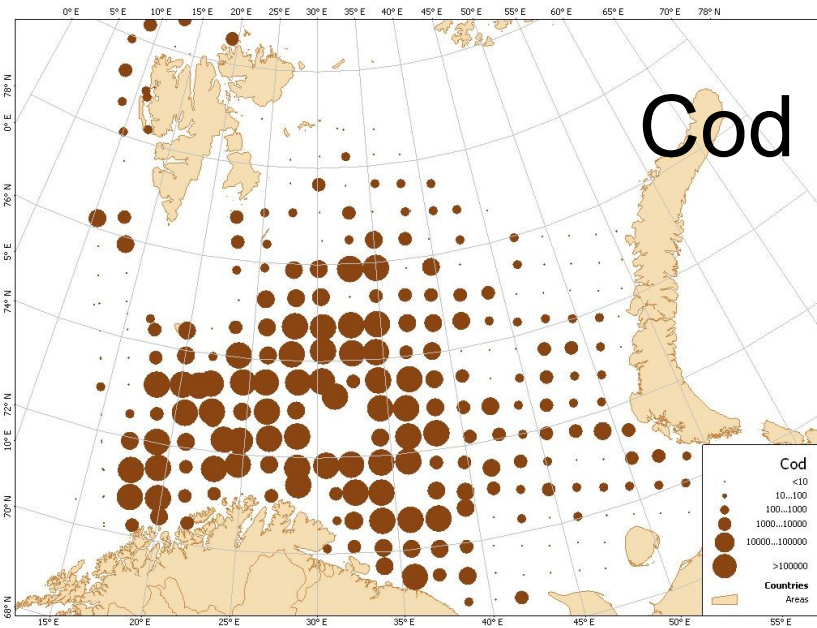 0° E 5° E 10° E 15° E 20° E 25° E 30° E 35° E 40° E 45° E 50° E 55° E 60° E 65° E 70° E 78° N
78° N
0° E
76° N
5° E
74° N
72° N
10° E
70° N
68° N
Cod
Cod
<10
10...100
100...1000
1000...10000
10000...100000
>100000
Countries
Areas
15° E 20° E 25° E 30° E 35° E 40° E 45° E 50° E 55° E